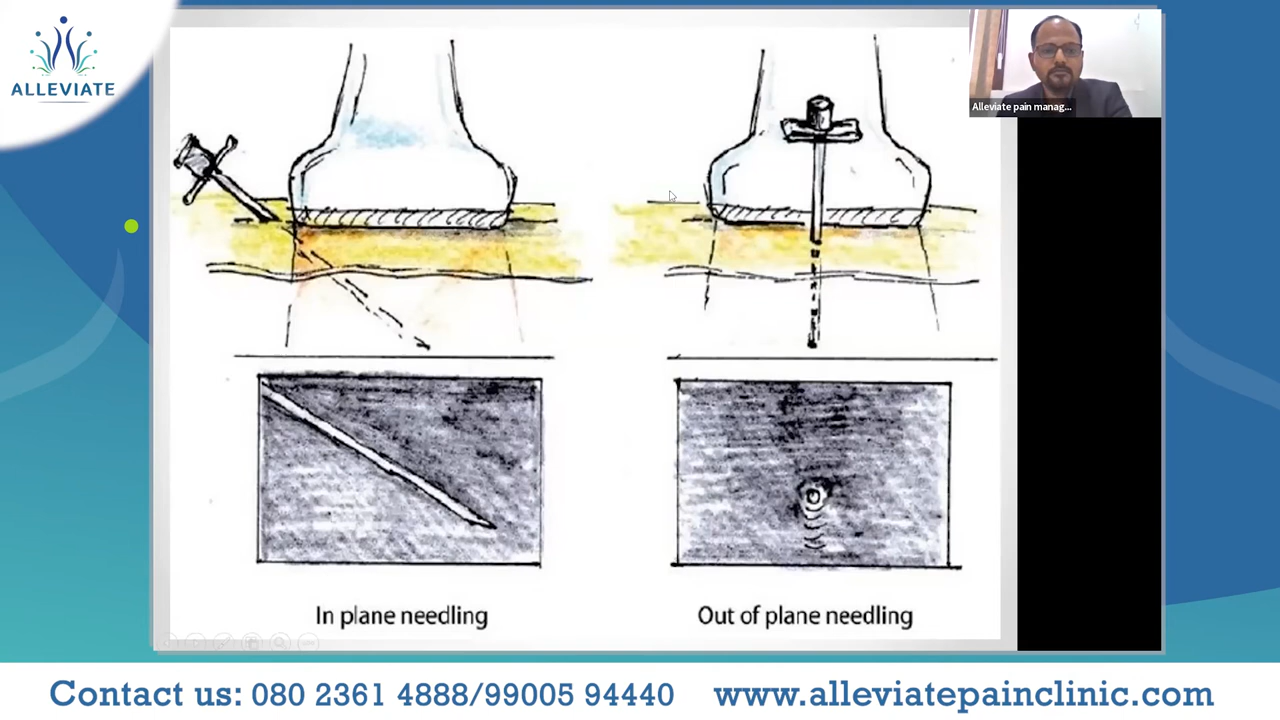 ALLEVIATE
Alleviate pain manag...
In plane needling
Out of plane needling
Contact us: 080 2361 4888/99005 94440
www.alleviatepainclinic.com